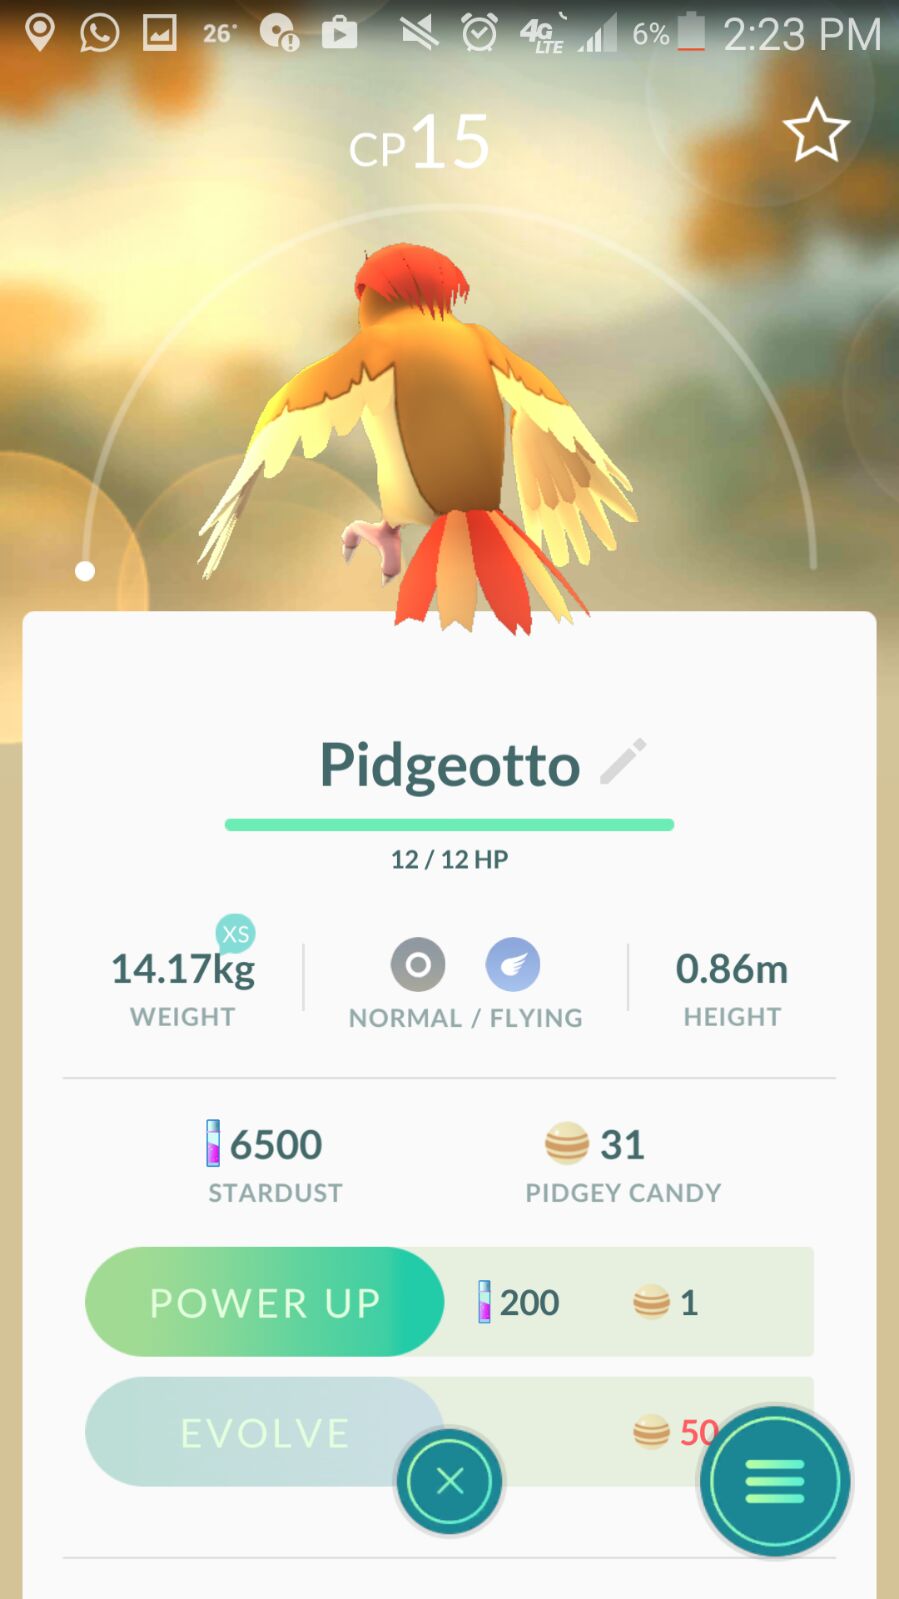 26° 4G LTE 6% 2:23 PM
CP15
Pidgeotto
12 / 12 HP
XS
14.17kg
WEIGHT
NORMAL / FLYING
0.86m
HEIGHT
6500
STARDUST
31
PIDGEY CANDY
POWER UP 200 1
EVOLVE 50